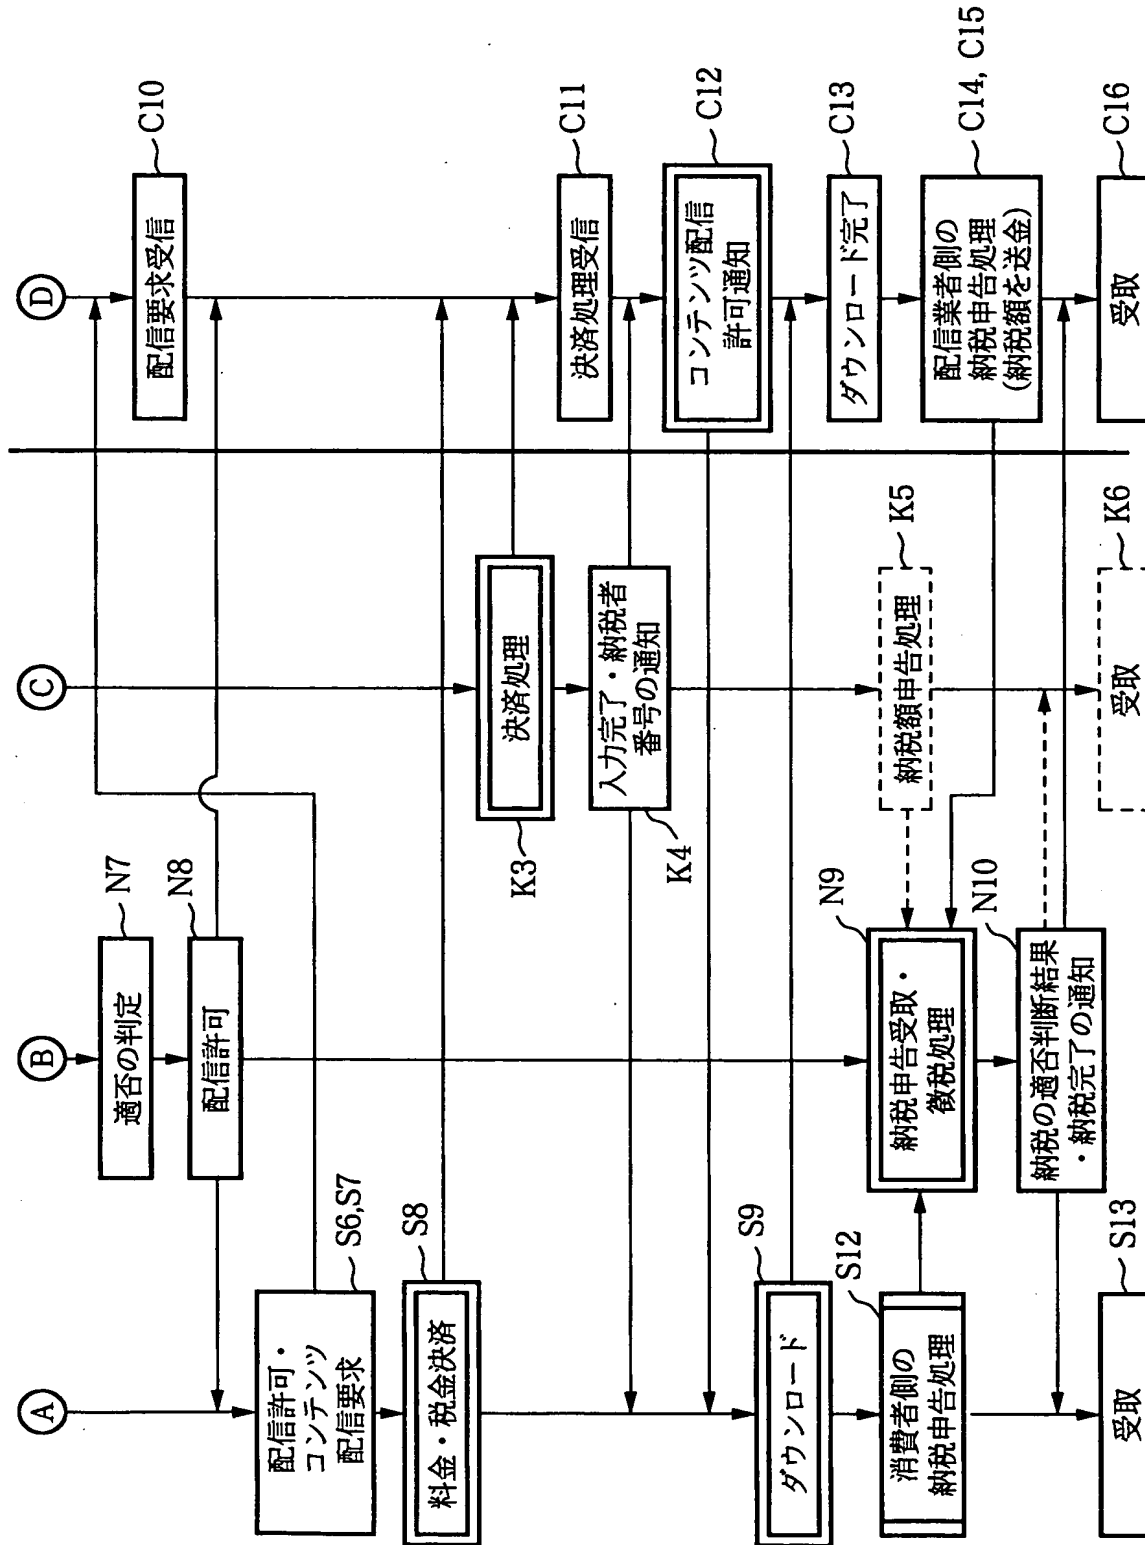 A
B
C
D
適否の判定
N7
配信許可
N8
配信要求受信
C10
配信許可・
コンテンツ
配信要求
S6,S7
料金・税金決済
S8
決済処理
K3
決済処理受信
C11
入力完了・納税者
番号の通知
K4
コンテンツ配信
許可通知
C12
ダウンロード
S9
ダウンロード完了
C13
消費者側の
納税申告処理
S12
納税申告受取・
徴税処理
N9
納税額申告処理
K5
配信業者側の
納税申告処理
(納税額を送金)
C14, C15
納税の適否判断結果
・納税完了の通知
N10
受取
S13
受取
K6
受取
C16